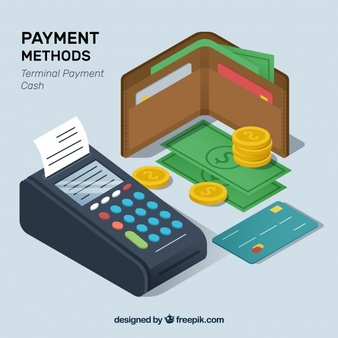 PAYMENT
METHODS
Terminal Payment
Cash
designed by freepik.com